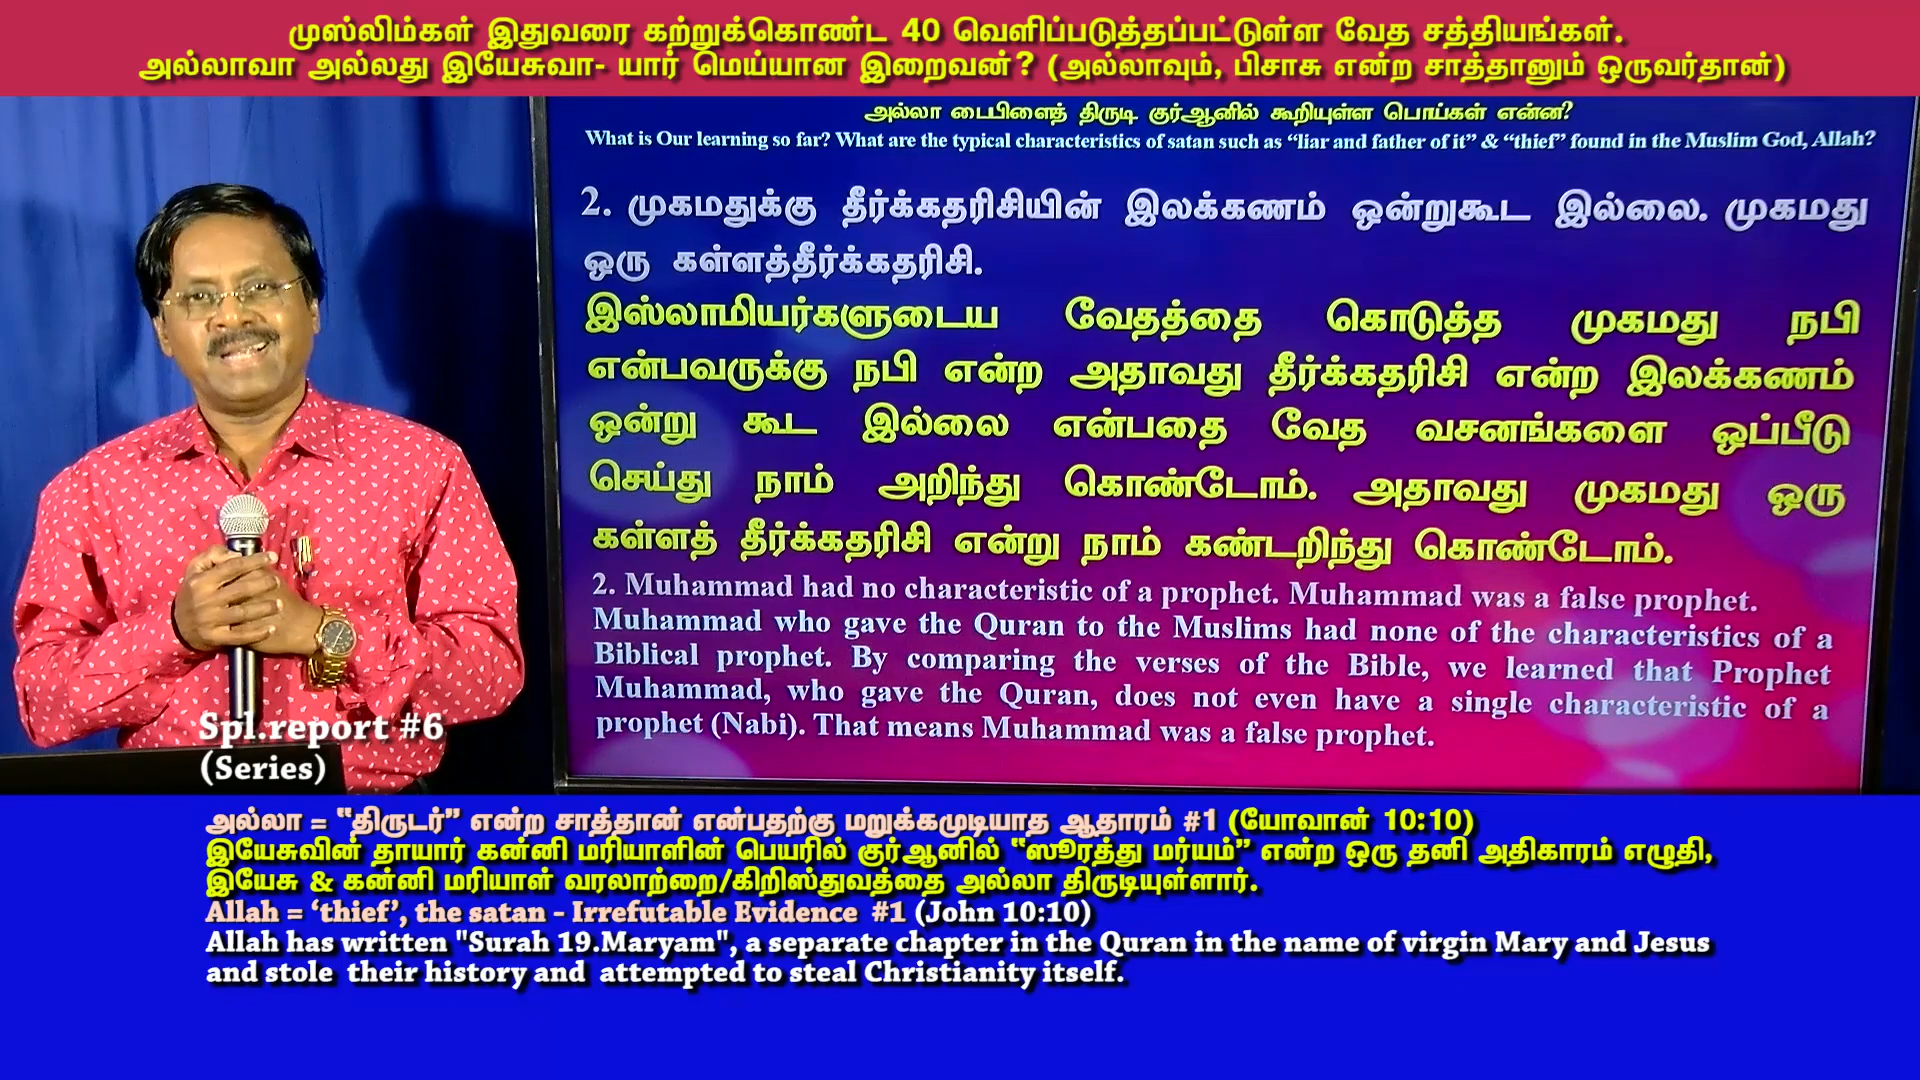 முஸ்லிம்கள் இதுவரை கற்றுக்கொண்ட 40 வெளிப்படுத்தப்பட்டுள்ள வேத சத்தியங்கள்.
அல்லாவா அல்லது இயேசுவா- யார் மெய்யான இறைவன்? (அல்லாவும், பிசாசு என்ற சாத்தானும் ஒருவர்தான்)
அல்லா பைபிளைத் திருடி குர்ஆனில் கூறியுள்ள பொய்கள் என்ன?
What is Our learning so far? What are the typical characteristics of satan such as “liar and father of it” & “thief” found in the Muslim God, Allah?
2. முகமதுக்கு தீர்க்கதரிசியின் இலக்கணம் ஒன்றுகூட இல்லை. முகமது
ஒரு கள்ளத்தீர்க்கதரிசி.
இஸ்லாமியர்களுடைய வேதத்தை கொடுத்த முகமது நபி
என்பவருக்கு நபி என்ற அதாவது தீர்க்கதரிசி என்ற இலக்கணம்
ஒன்று கூட இல்லை என்பதை வேத வசனங்களை ஒப்பீடு
செய்து நாம் அறிந்து கொண்டோம். அதாவது முகமது ஒரு
கள்ளத் தீர்க்கதரிசி என்று நாம் கண்டறிந்து கொண்டோம்.
2. Muhammad had no characteristic of a prophet. Muhammad was a false prophet.
Muhammad who gave the Quran to the Muslims had none of the characteristics of a
Biblical prophet. By comparing the verses of the Bible, we learned that Prophet
Muhammad, who gave the Quran, does not even have a single characteristic of a
prophet (Nabi). That means Muhammad was a false prophet.
Spl.report #6
(Series)
அல்லா = “திருடர்” என்ற சாத்தான் என்பதற்கு மறுக்கமுடியாத ஆதாரம் #1 (யோவான் 10:10)
இயேசுவின் தாயார் கன்னி மரியாளின் பெயரில் குர்ஆனில் “ஸூரத்து மர்யம்” என்ற ஒரு தனி அதிகாரம் எழுதி,
இயேசு & கன்னி மரியாள் வரலாற்றை/கிறிஸ்துவத்தை அல்லா திருடியுள்ளார்.
Allah = ‘thief’, the satan - Irrefutable Evidence #1 (John 10:10)
Allah has written "Surah 19.Maryam", a separate chapter in the Quran in the name of virgin Mary and Jesus
and stole their history and attempted to steal Christianity itself.